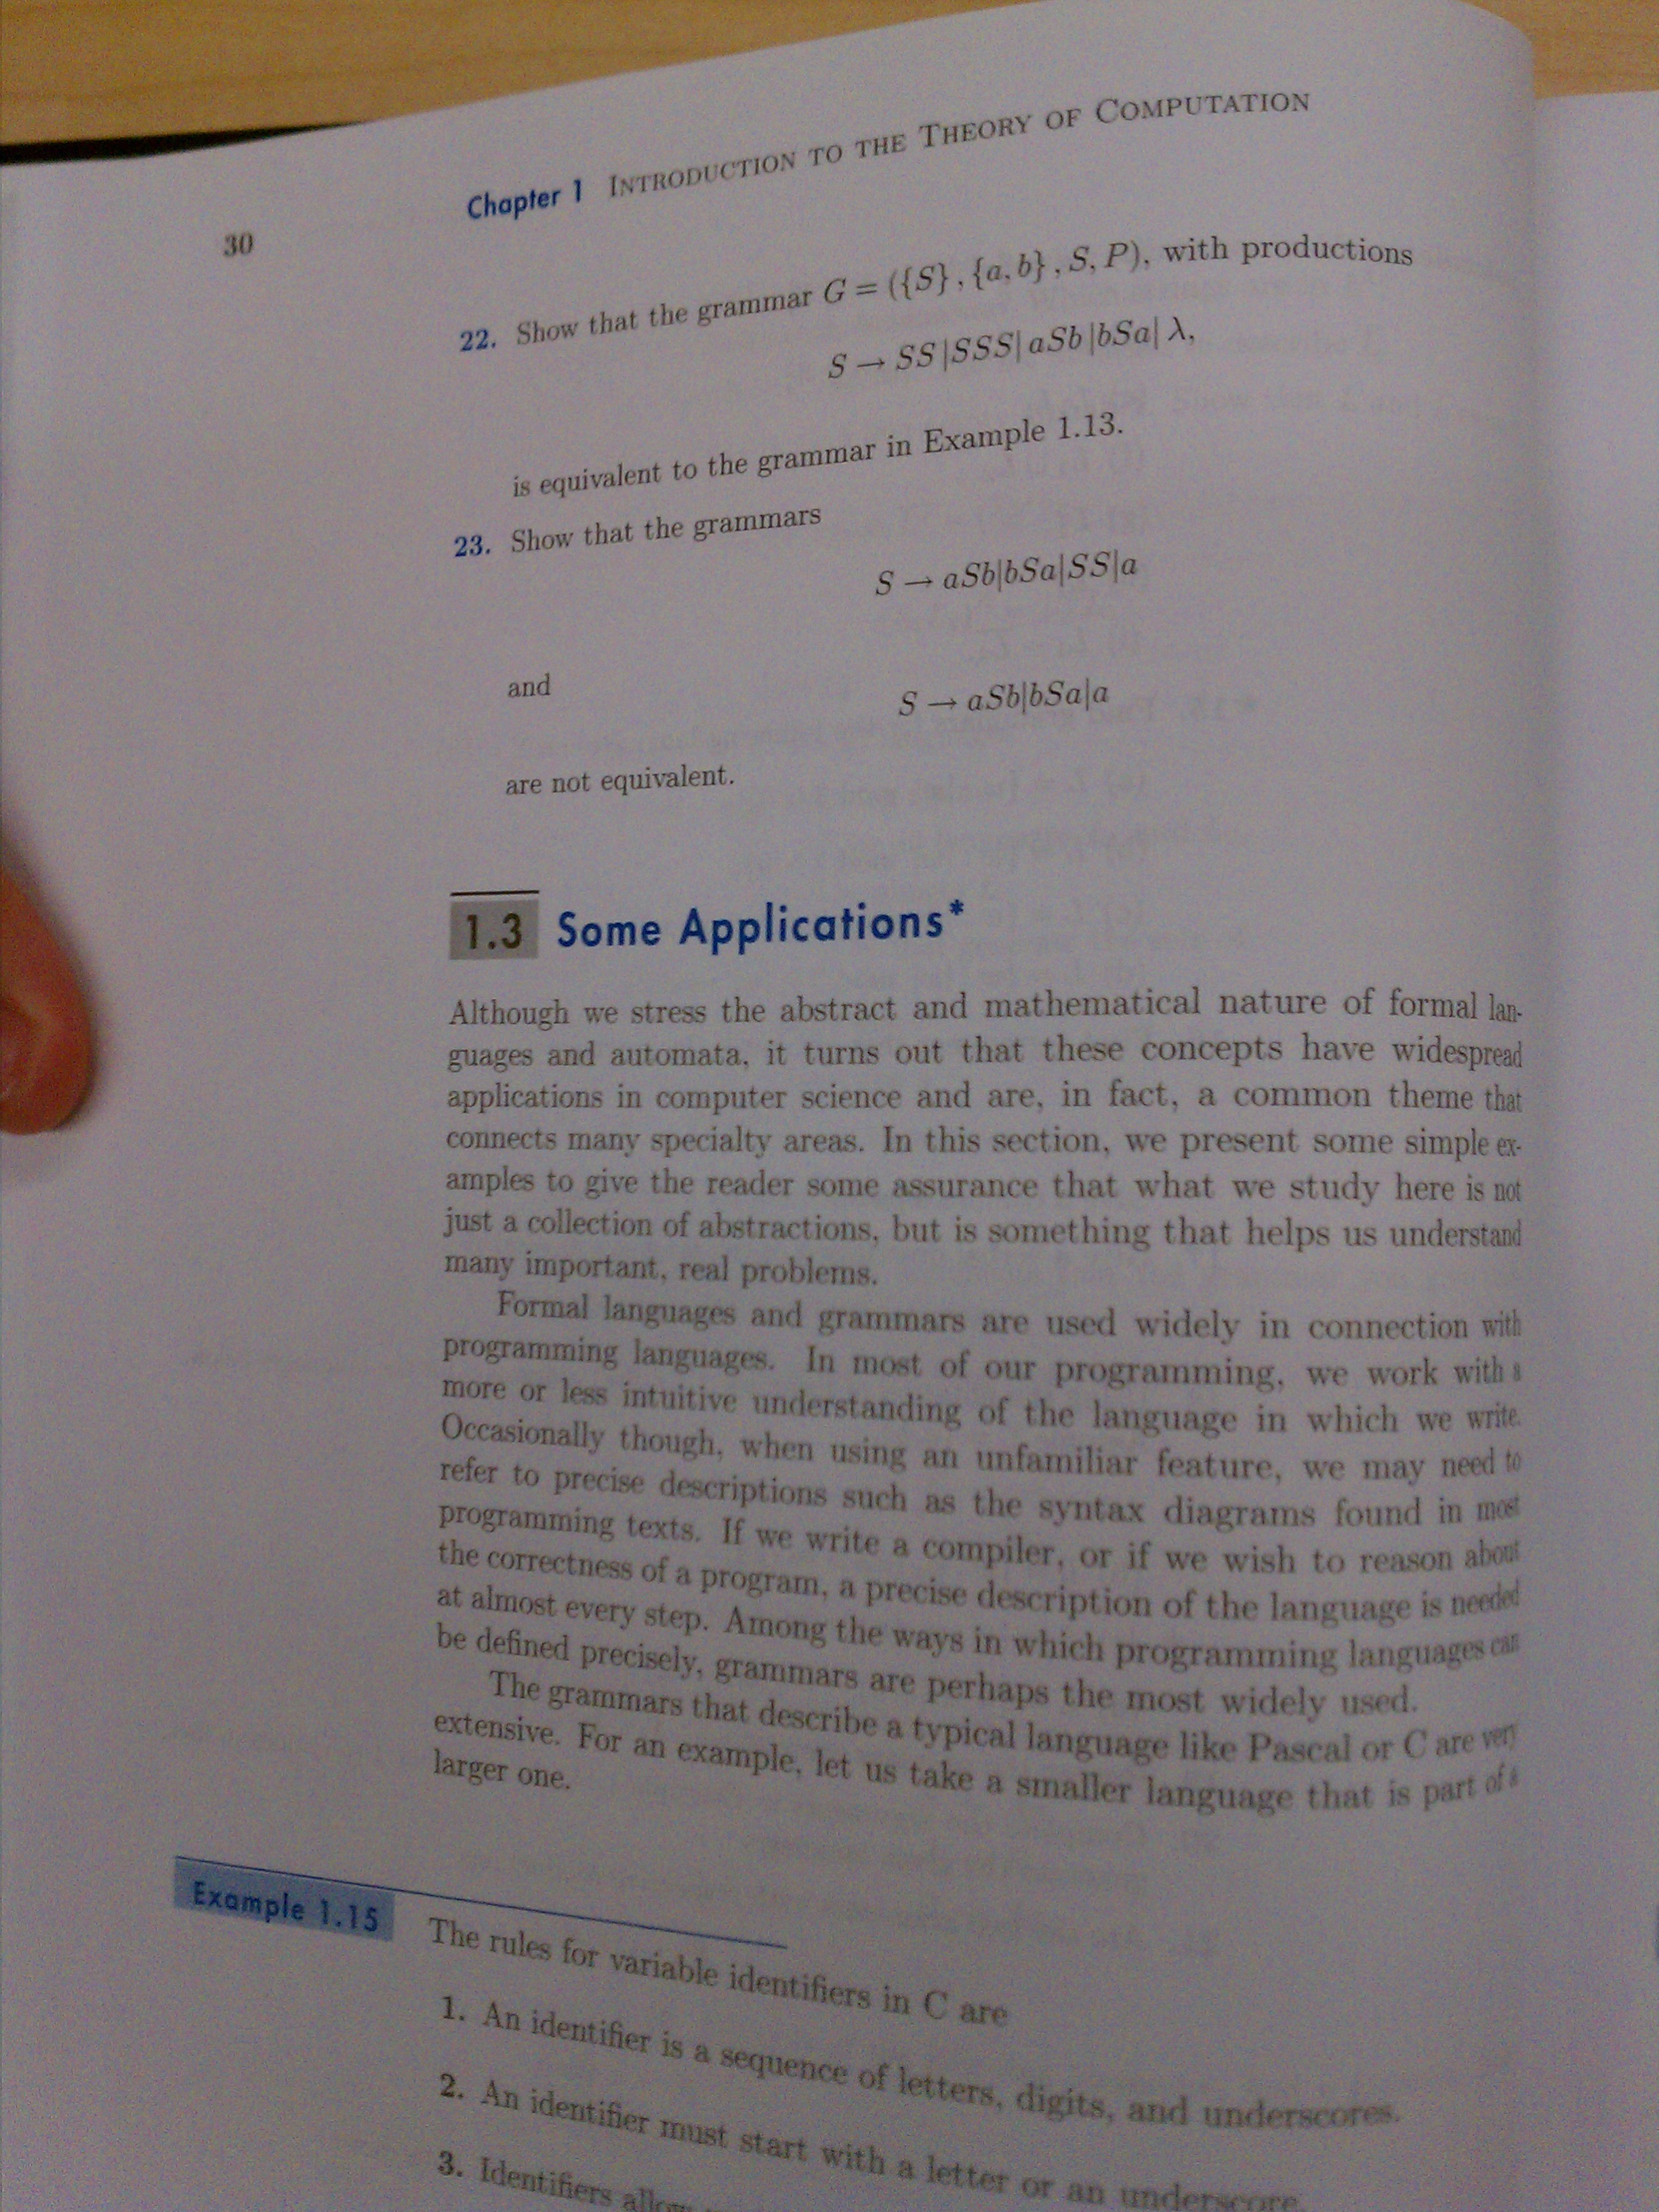 Chapter 1 INTRODUCTION TO THE THEORY OF COMPUTATION
30
22. Show that the grammar G = ({S}, {a, b}, S, P), with productions
S → SS |SSS| aSb |bSa| λ,
is equivalent to the grammar in Example 1.13.
23. Show that the grammars
S → aSb|bSa|SS|a
and
S → aSb|bSa|a
are not equivalent.
1.3 Some Applications*
Although we stress the abstract and mathematical nature of formal lan-
guages and automata, it turns out that these concepts have widespread
applications in computer science and are, in fact, a common theme that
connects many specialty areas. In this section, we present some simple ex-
amples to give the reader some assurance that what we study here is not
just a collection of abstractions, but is something that helps us understand
many important, real problems.
Formal languages and grammars are used widely in connection with
programming languages. In most of our programming, we work with a
more or less intuitive understanding of the language in which we write.
Occasionally though, when using an unfamiliar feature, we may need to
refer to precise descriptions such as the syntax diagrams found in most
programming texts. If we write a compiler, or if we wish to reason about
the correctness of a program, a precise description of the language is needed
at almost every step. Among the ways in which programming languages can
be defined precisely, grammars are perhaps the most widely used.
The grammars that describe a typical language like Pascal or C are very
extensive. For an example, let us take a smaller language that is part of a
larger one.
Example 1.15
The rules for variable identifiers in C are
1. An identifier is a sequence of letters, digits, and underscores.
2. An identifier must start with a letter or an underscore.
3. Identifiers allow